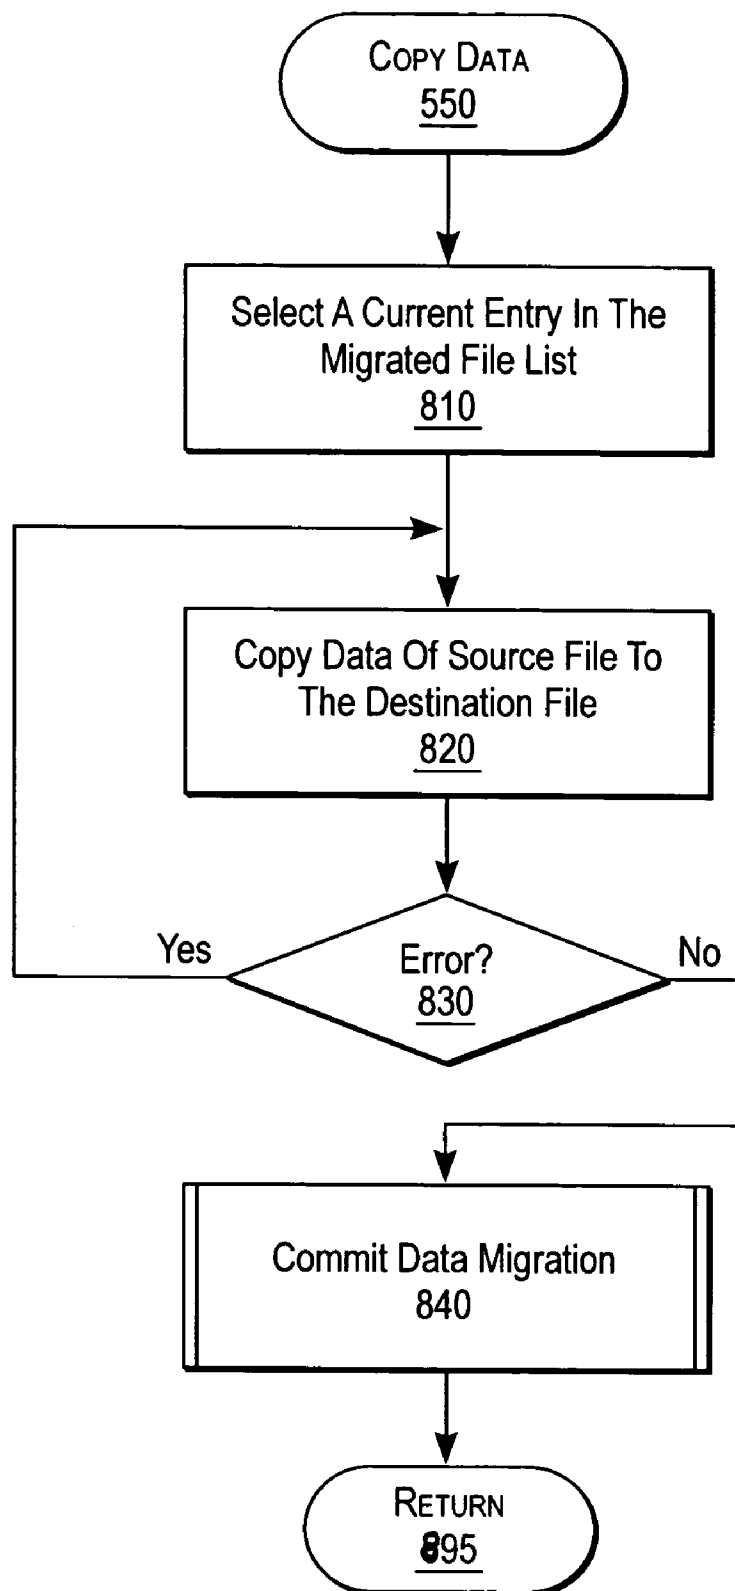 COPY DATA
550
Select A Current Entry In The
Migrated File List
810
Copy Data Of Source File To
The Destination File
820
Yes
Error?
No
830
Commit Data Migration
840
RETURN
895